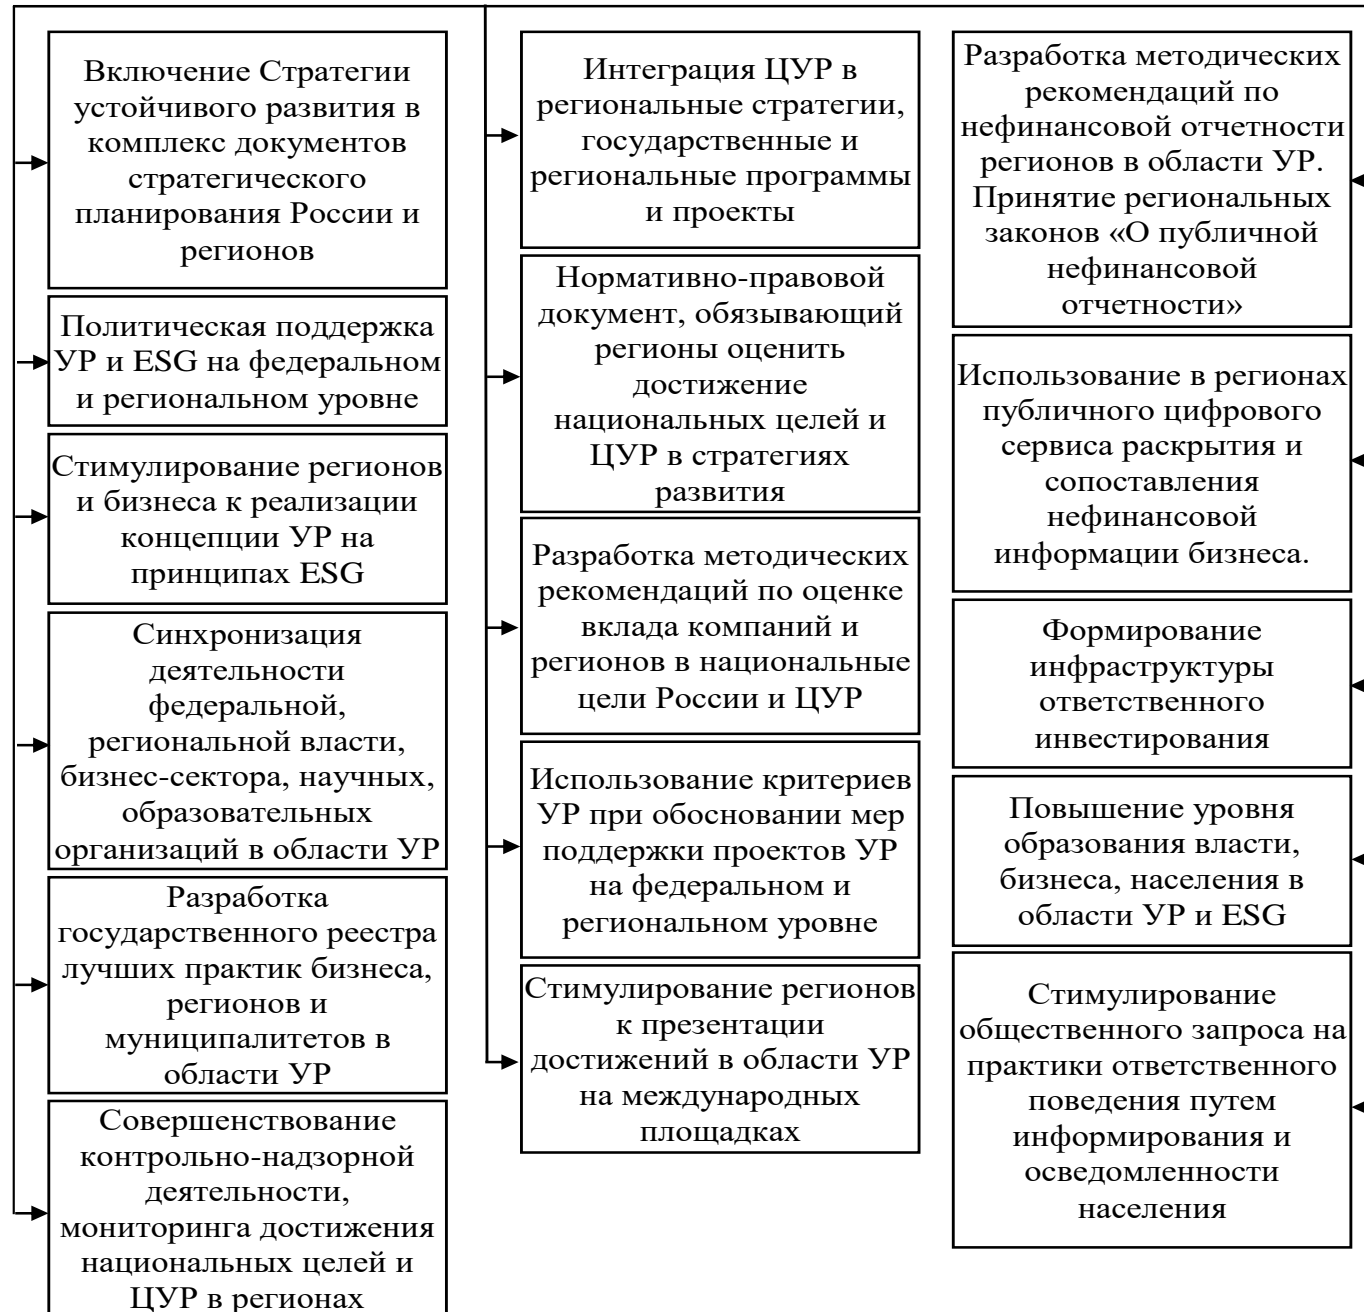 Включение Стратегии
устойчивого развития в
комплекс документов
стратегического
планирования России и
регионов
Политическая поддержка
УР и ESG на федеральном
и региональном уровне
Стимулирование регионов
и бизнеса к реализации
концепции УР на
принципах ESG
Синхронизация
деятельности
федеральной,
региональной власти,
бизнес-сектора, научных,
образовательных
организаций в области УР
Разработка
государственного реестра
лучших практик бизнеса,
регионов и
муниципалитетов в
области УР
Совершенствование
контрольно-надзорной
деятельности,
мониторинга достижения
национальных целей и
ЦУР в регионах
Интеграция ЦУР в
региональные стратегии,
государственные и
региональные программы
и проекты
Нормативно-правовой
документ, обязывающий
регионы оценить
достижение
национальных целей и
ЦУР в стратегиях
развития
Разработка методических
рекомендаций по оценке
вклада компаний и
регионов в национальные
цели России и ЦУР
Использование критериев
УР при обосновании мер
поддержки проектов УР
на федеральном и
региональном уровне
Стимулирование регионов
к презентации
достижений в области УР
на международных
площадках
Разработка методических
рекомендаций по
нефинансовой отчетности
регионов в области УР.
Принятие региональных
законов «О публичной
нефинансовой
отчетности»
Использование в регионах
публичного цифрового
сервиса раскрытия и
сопоставления
нефинансовой
информации бизнеса.
Формирование
инфраструктуры
ответственного
инвестирования
Повышение уровня
образования власти,
бизнеса, населения в
области УР и ESG
Стимулирование
общественного запроса на
практики ответственного
поведения путем
информирования и
осведомленности
населения